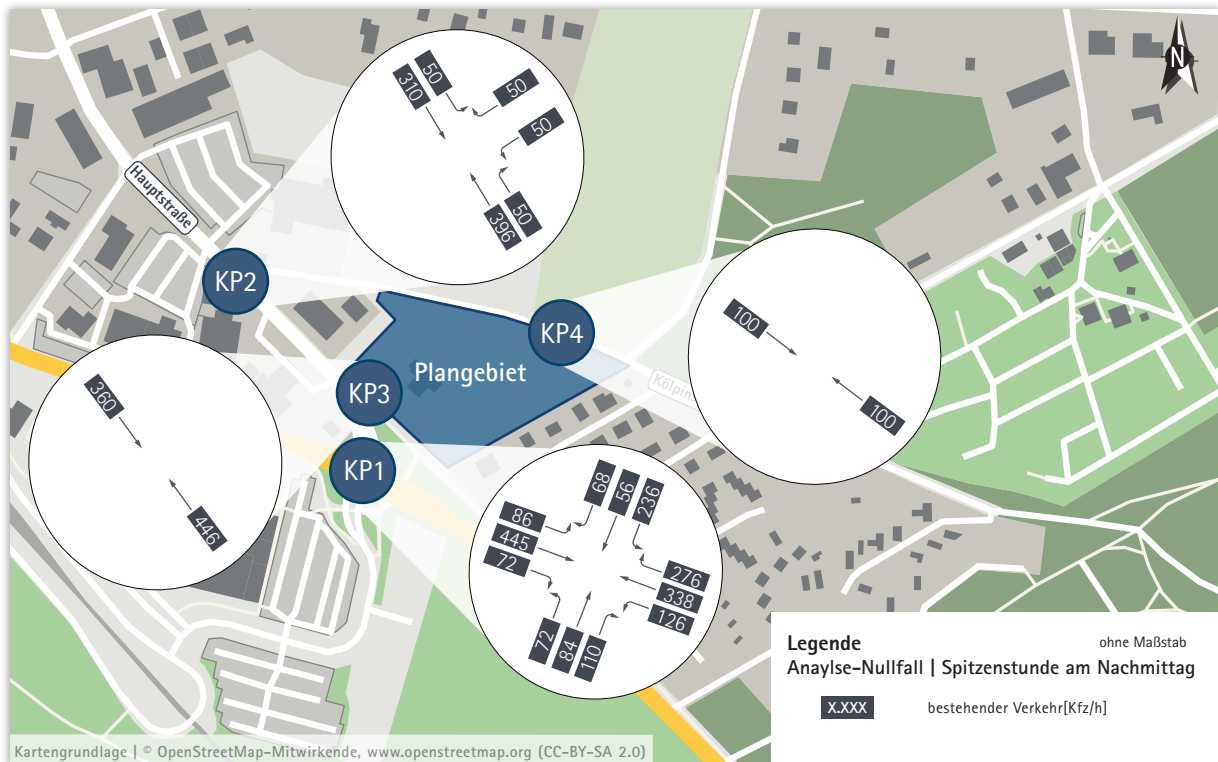 N
310
50
50
50
50
396
Hauptstraße
KP2
KP4
100
100
Plangebiet
Kölpin
KP3
KP1
360
446
68
56
236
86
445
72
276
338
126
72
84
110
Legende
ohne Maßstab
Anaylse-Nullfall | Spitzenstunde am Nachmittag
X.XXX bestehender Verkehr[Kfz/h]
Kartengrundlage | © OpenStreetMap-Mitwirkende, www.openstreetmap.org (CC-BY-SA 2.0)